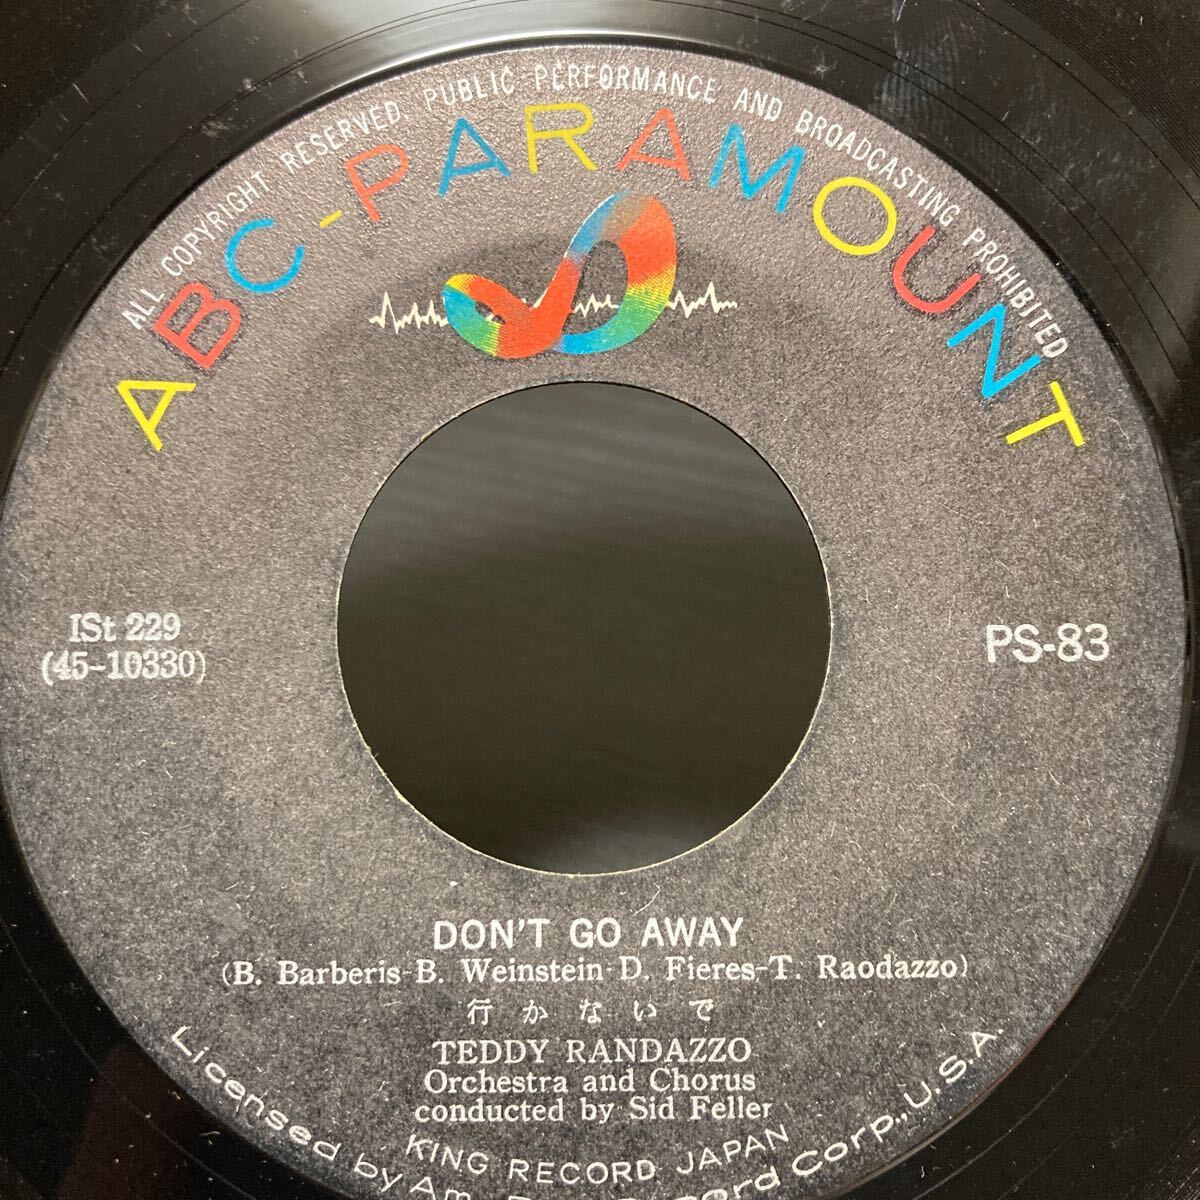 ALL COPYRIGHT RESERVED. PUBLIC PERFORMANCE AND BROADCASTING PROHIBITED
ABC-PARAMOUNT
ISt 229
(45-10330)
PS-83
DON'T GO AWAY
(B. Barberis-B. Weinstein-D. Fieres-T. Raodazzo)
行かないで
TEDDY RANDAZZO
Orchestra and Chorus
conducted by Sid Feller
KING RECORD JAPAN
Licensed by Am Record Corp., U.S.A.